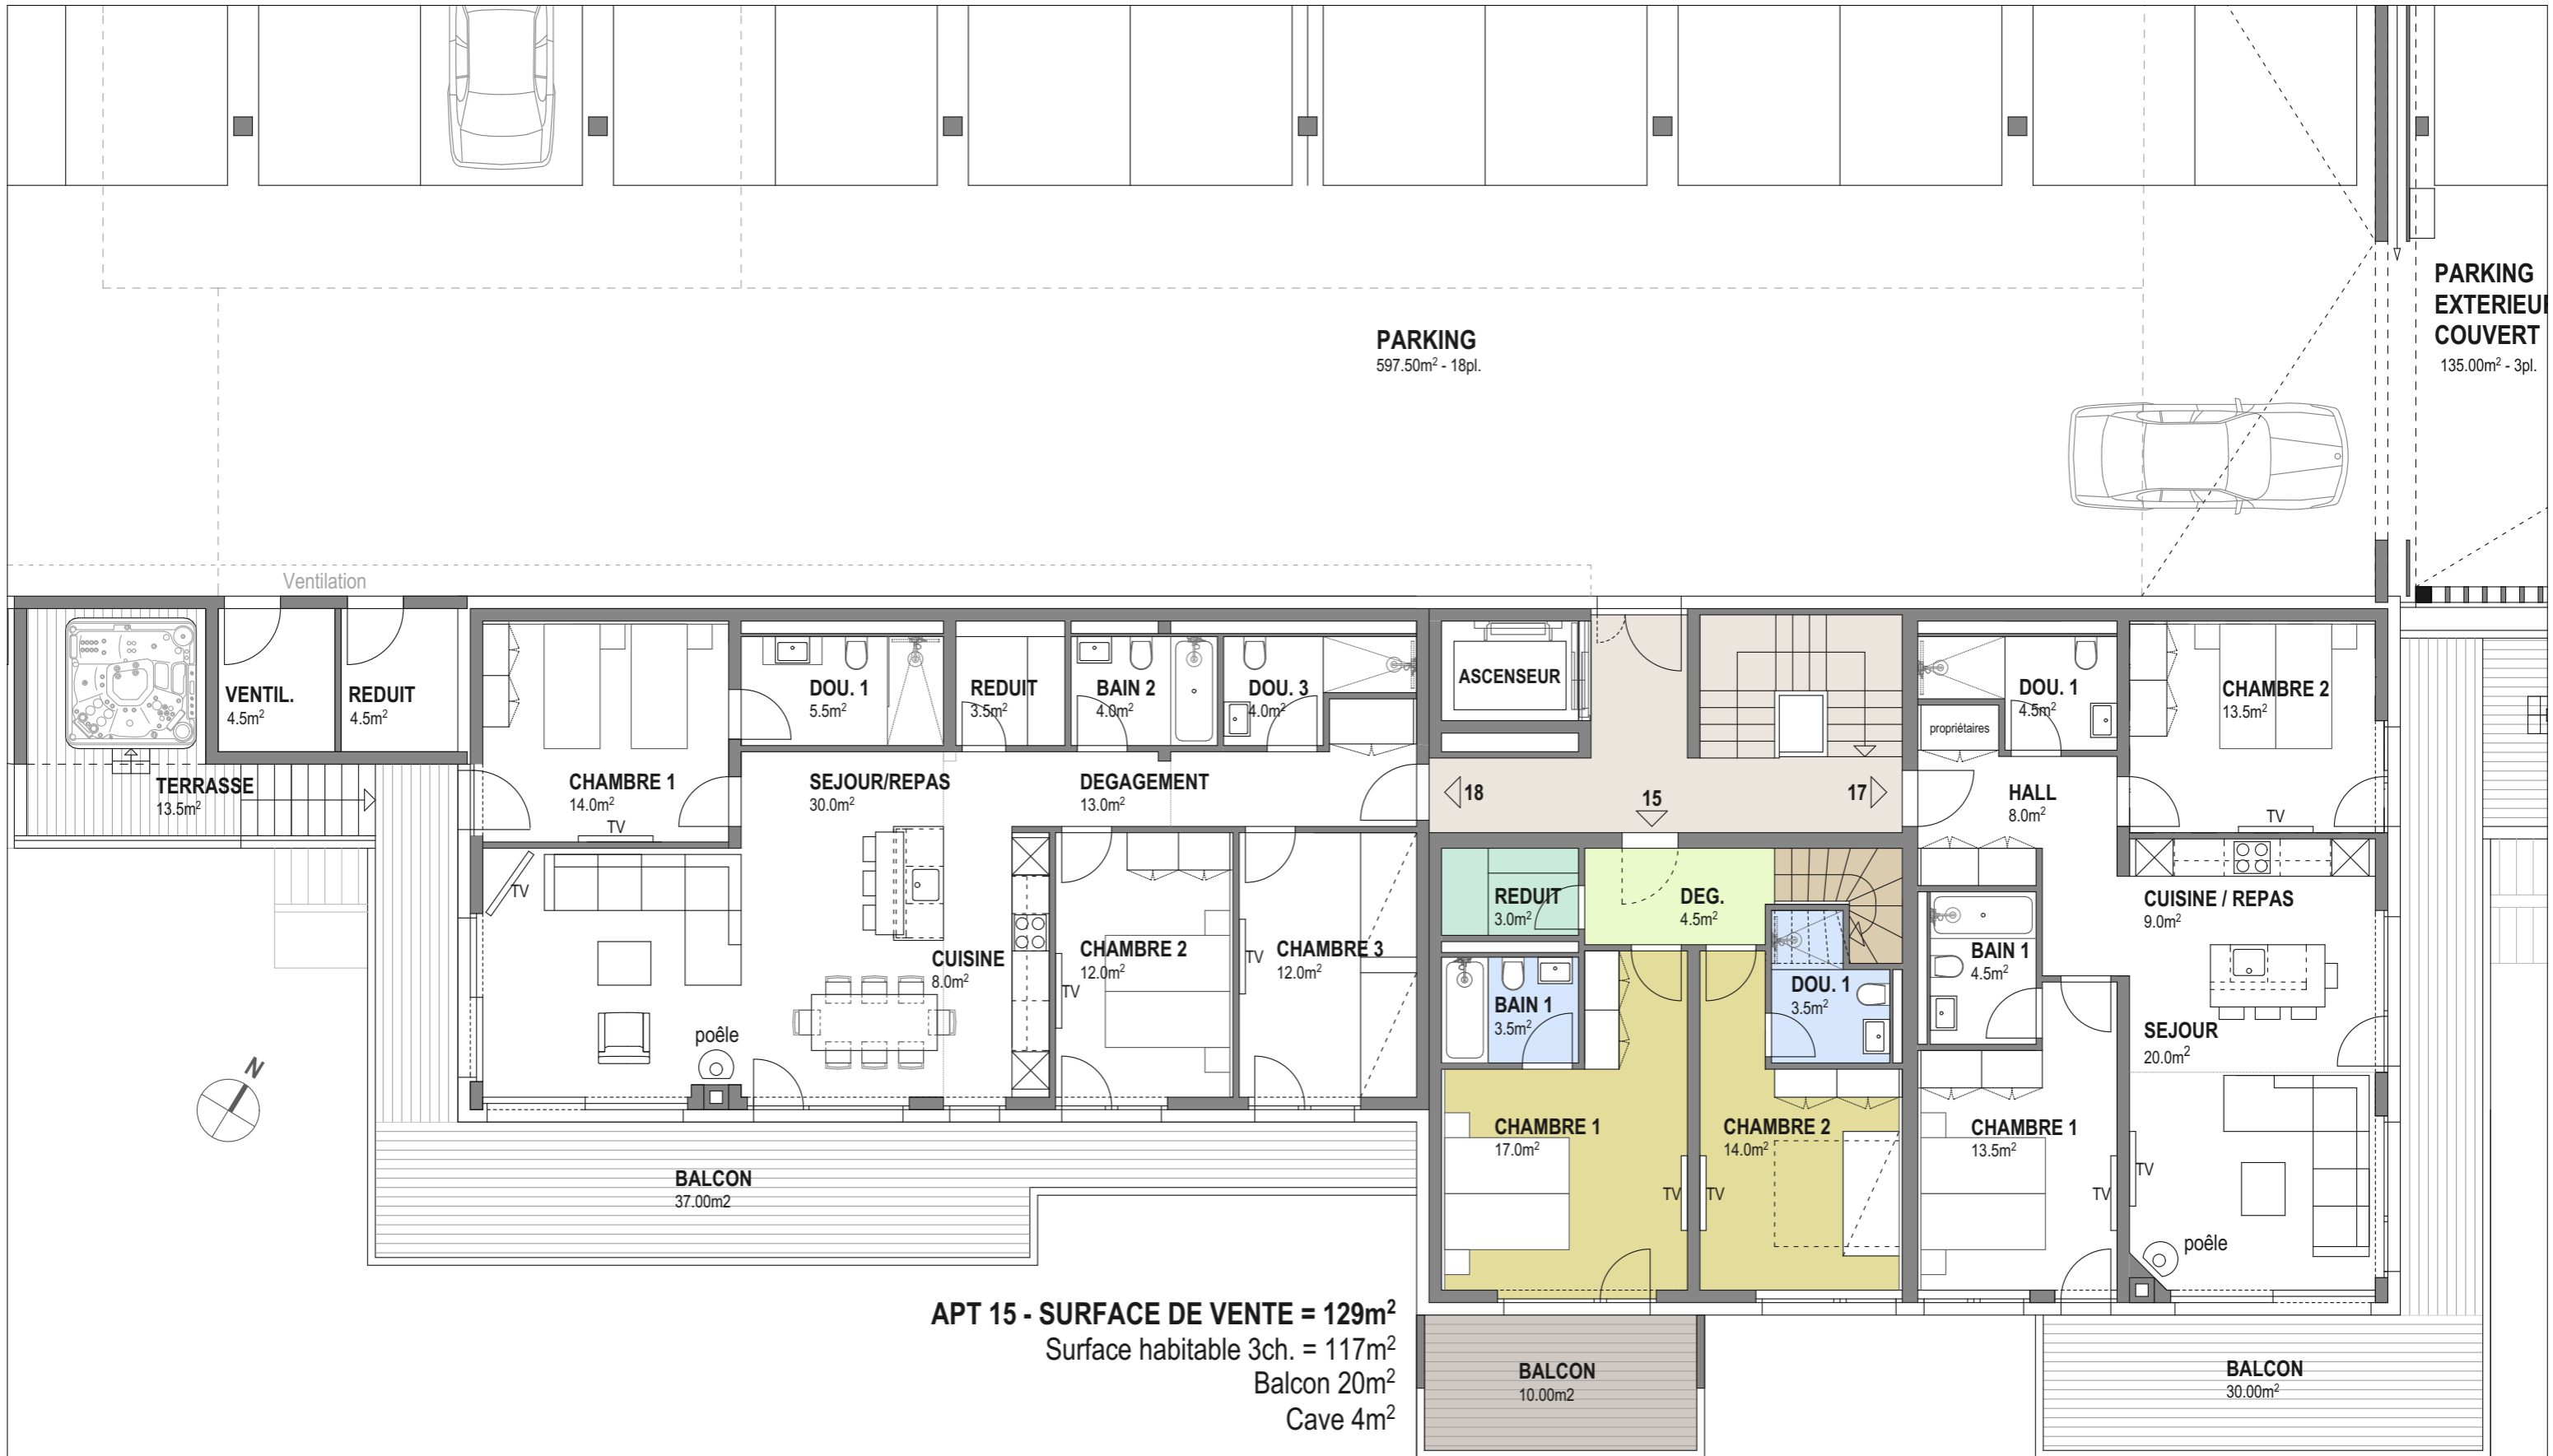 PARKING
EXTERIEUR
COUVERT
135.00m² - 3pl.
PARKING
597.50m² - 18pl.
Ventilation
VENTIL.
4.5m²
REDUIT
4.5m²
TERRASSE
13.5m²
CHAMBRE 1
14.0m²
TV
DOU. 1
5.5m²
REDUIT
3.5m²
BAIN 2
4.0m²
DOU. 3
4.0m²
SEJOUR/REPAS
30.0m²
DEGAGEMENT
13.0m²
ASCENSEUR
18
15
17
DOU. 1
4.5m²
propriétaires
HALL
8.0m²
CHAMBRE 2
13.5m²
TV
TV
CUISINE
8.0m²
CHAMBRE 2
12.0m²
TV
CHAMBRE 3
12.0m²
TV
poêle
REDUIT
3.0m²
DEG.
4.5m²
BAIN 1
3.5m²
DOU. 1
3.5m²
BAIN 1
4.5m²
CUISINE / REPAS
9.0m²
SEJOUR
20.0m²
N
CHAMBRE 1
17.0m²
TV
CHAMBRE 2
14.0m²
TV
CHAMBRE 1
13.5m²
TV
TV
poêle
BALCON
37.00m2
APT 15 - SURFACE DE VENTE = 129m²
Surface habitable 3ch. = 117m²
Balcon 20m²
Cave 4m²
BALCON
10.00m2
BALCON
30.00m²